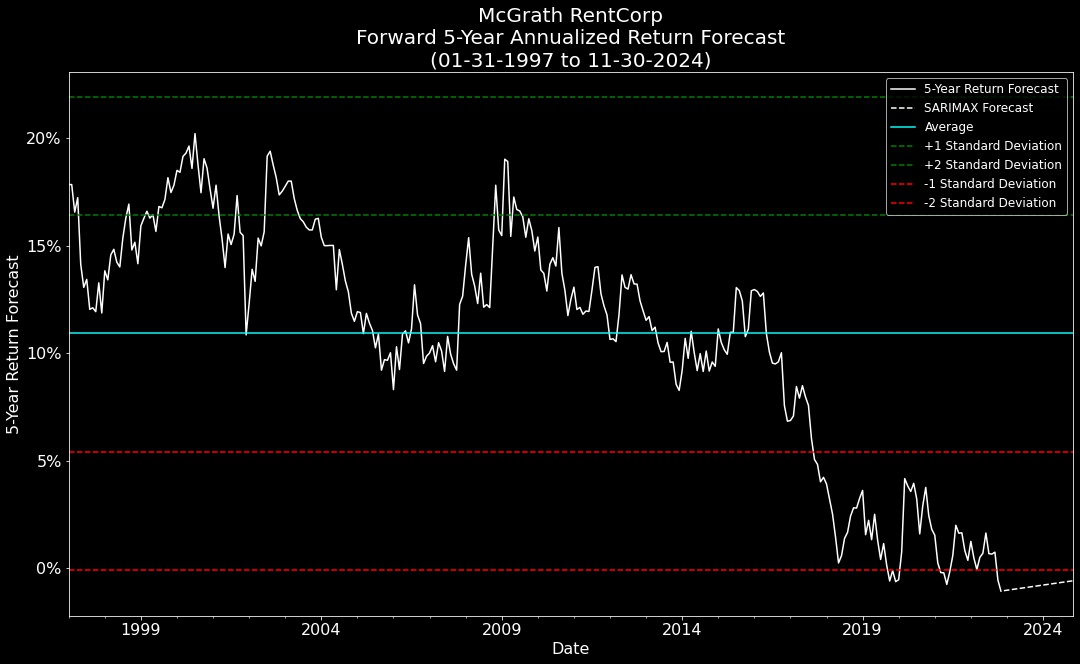 McGrath RentCorp
Forward 5-Year Annualized Return Forecast
(01-31-1997 to 11-30-2024)
5-Year Return Forecast
SARIMAX Forecast
Average
+1 Standard Deviation
+2 Standard Deviation
-1 Standard Deviation
-2 Standard Deviation
5-Year Return Forecast
20%
15%
10%
5%
0%
1999
2004
2009
2014
2019
2024
Date